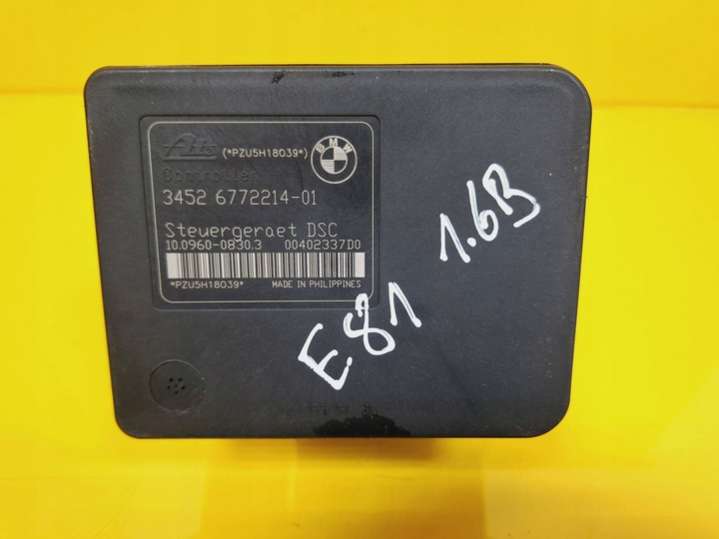 Ate (*PZU5H18039*) BMW
Controller
3452 6772214-01
Steuergeraet DSC
10.0960-0830.3 00402337D0
*PZU5H18039* MADE IN PHILIPPINES
E81 1.6B